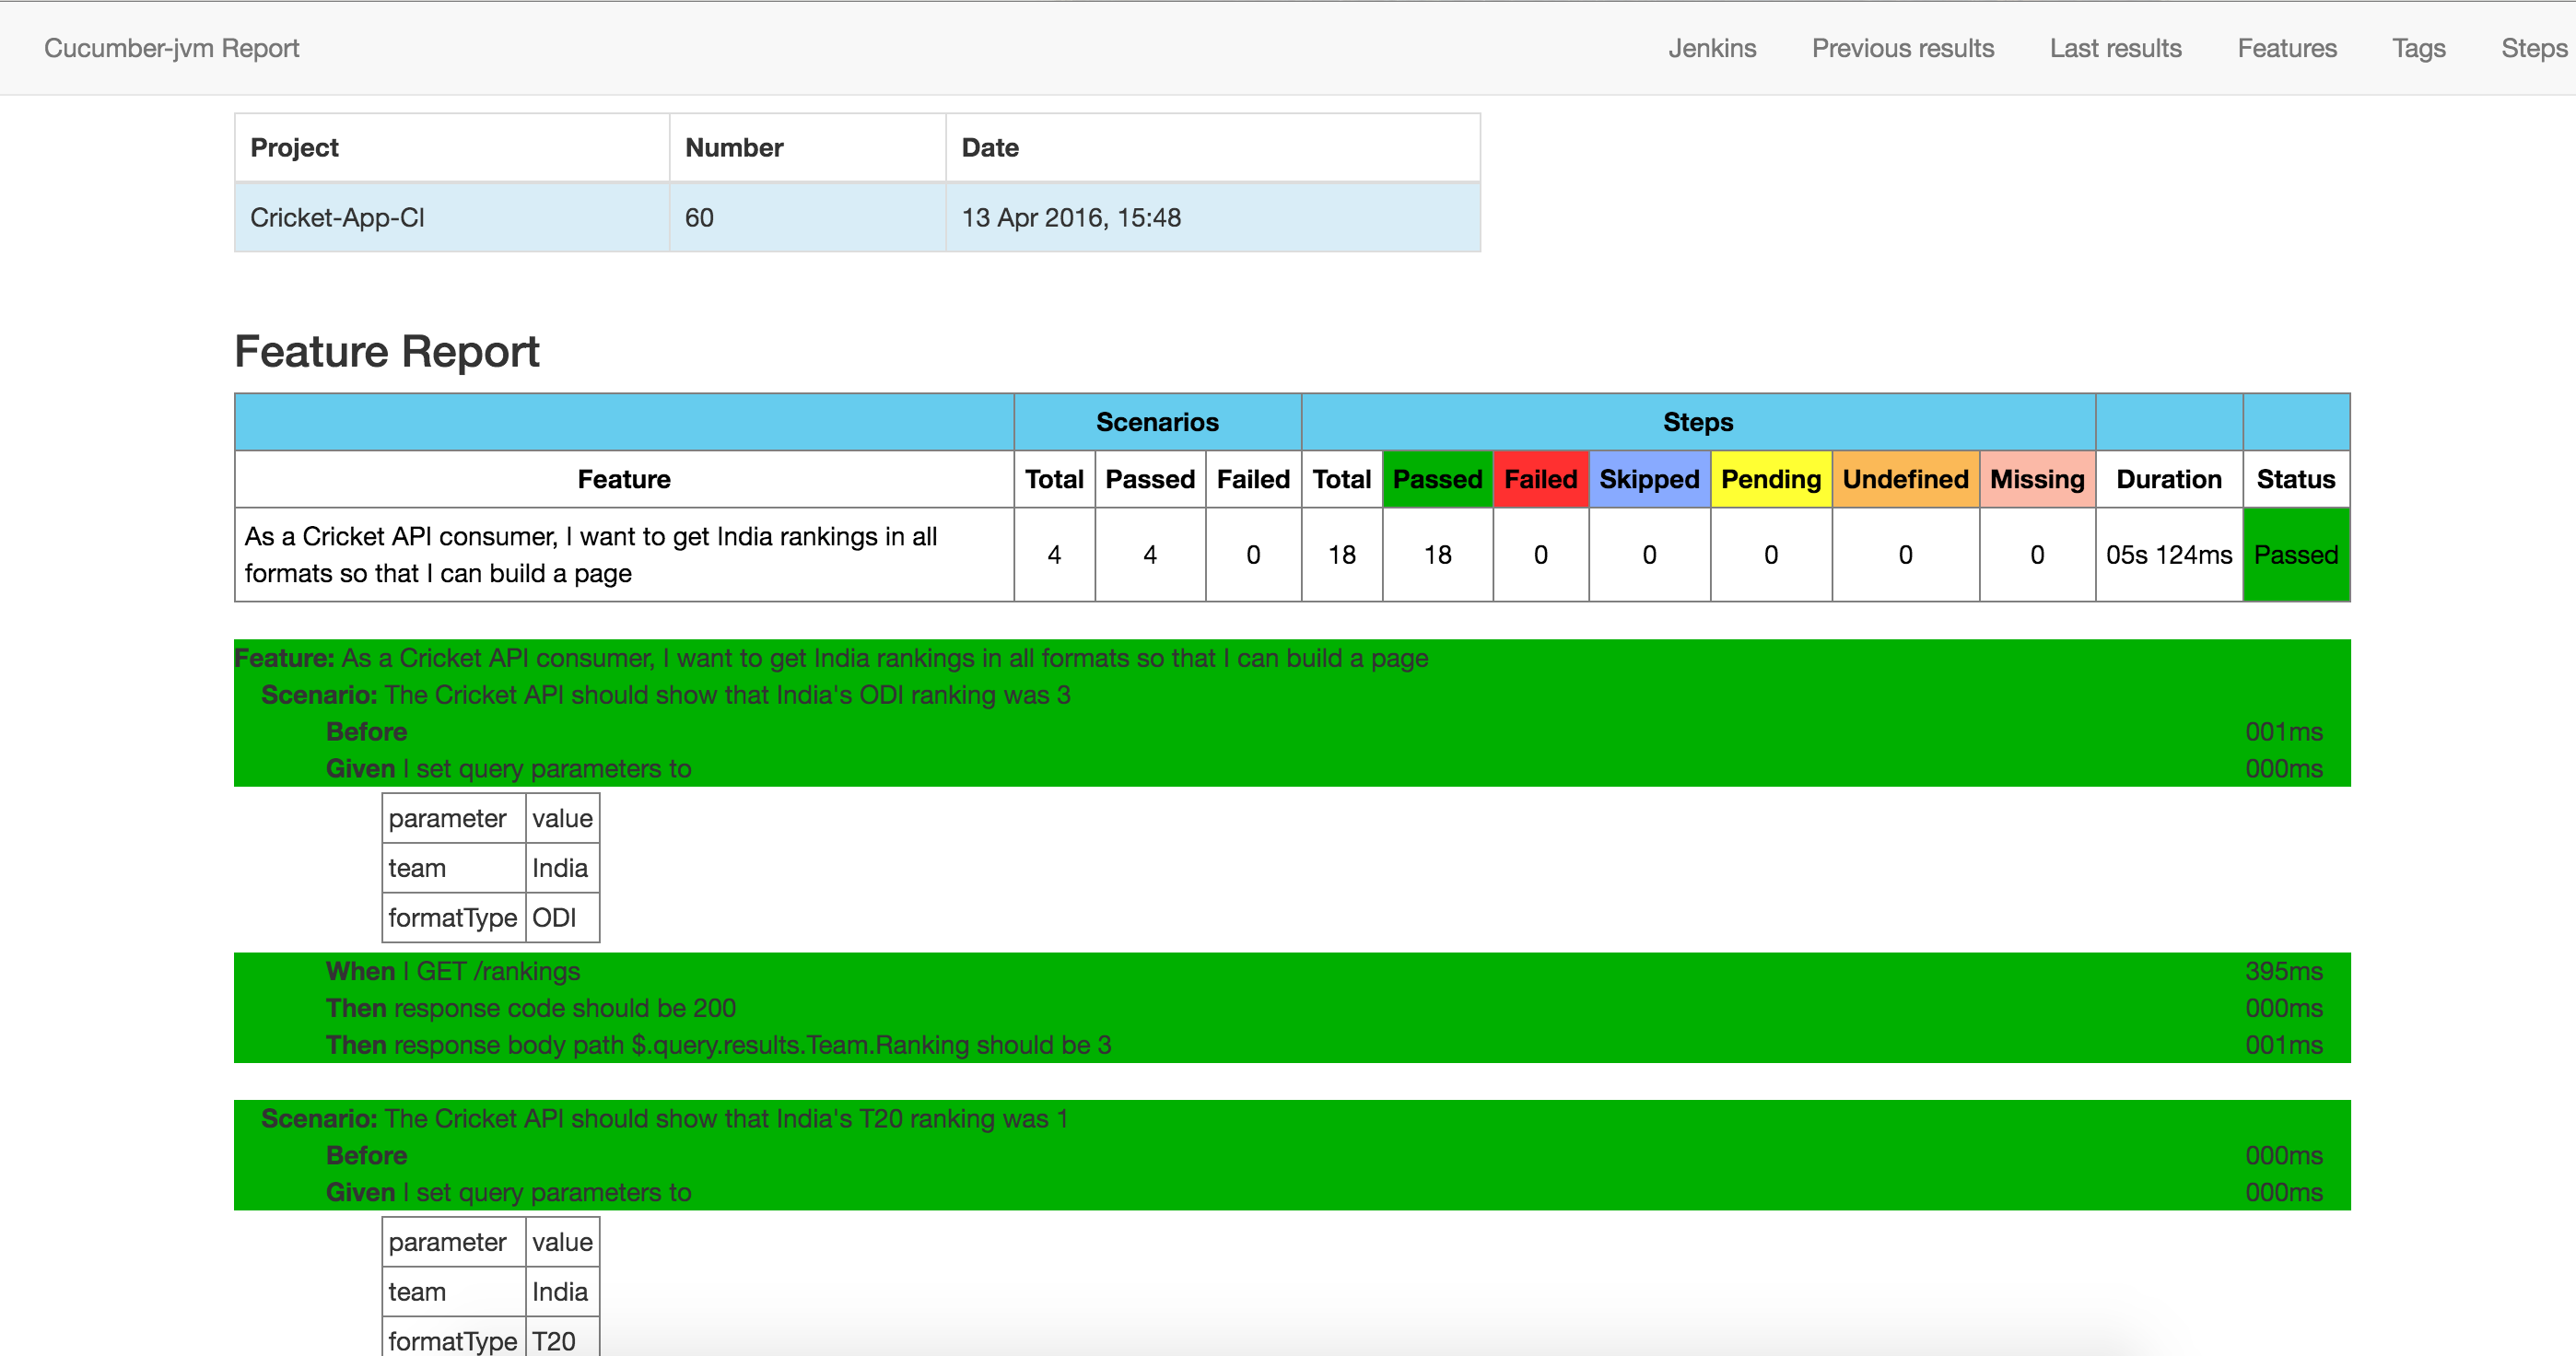 Cucumber-jvm Report Jenkins Previous results Last results Features Tags Steps
Project Number Date
Cricket-App-CI 60 13 Apr 2016, 15:48
Feature Report
Scenarios Steps
Feature Total Passed Failed Total Passed Failed Skipped Pending Undefined Missing Duration Status
As a Cricket API consumer, I want to get India rankings in all
formats so that I can build a page
4 4 0 18 18 0 0 0 0 0 05s 124ms Passed
Feature: As a Cricket API consumer, I want to get India rankings in all formats so that I can build a page
Scenario: The Cricket API should show that India's ODI ranking was 3
Before 001ms
Given I set query parameters to 000ms
parameter value
team India
formatType ODI
When I GET /rankings 395ms
Then response code should be 200 000ms
Then response body path $.query.results.Team.Ranking should be 3 001ms
Scenario: The Cricket API should show that India's T20 ranking was 1
Before 000ms
Given I set query parameters to 000ms
parameter value
team India
formatType T20